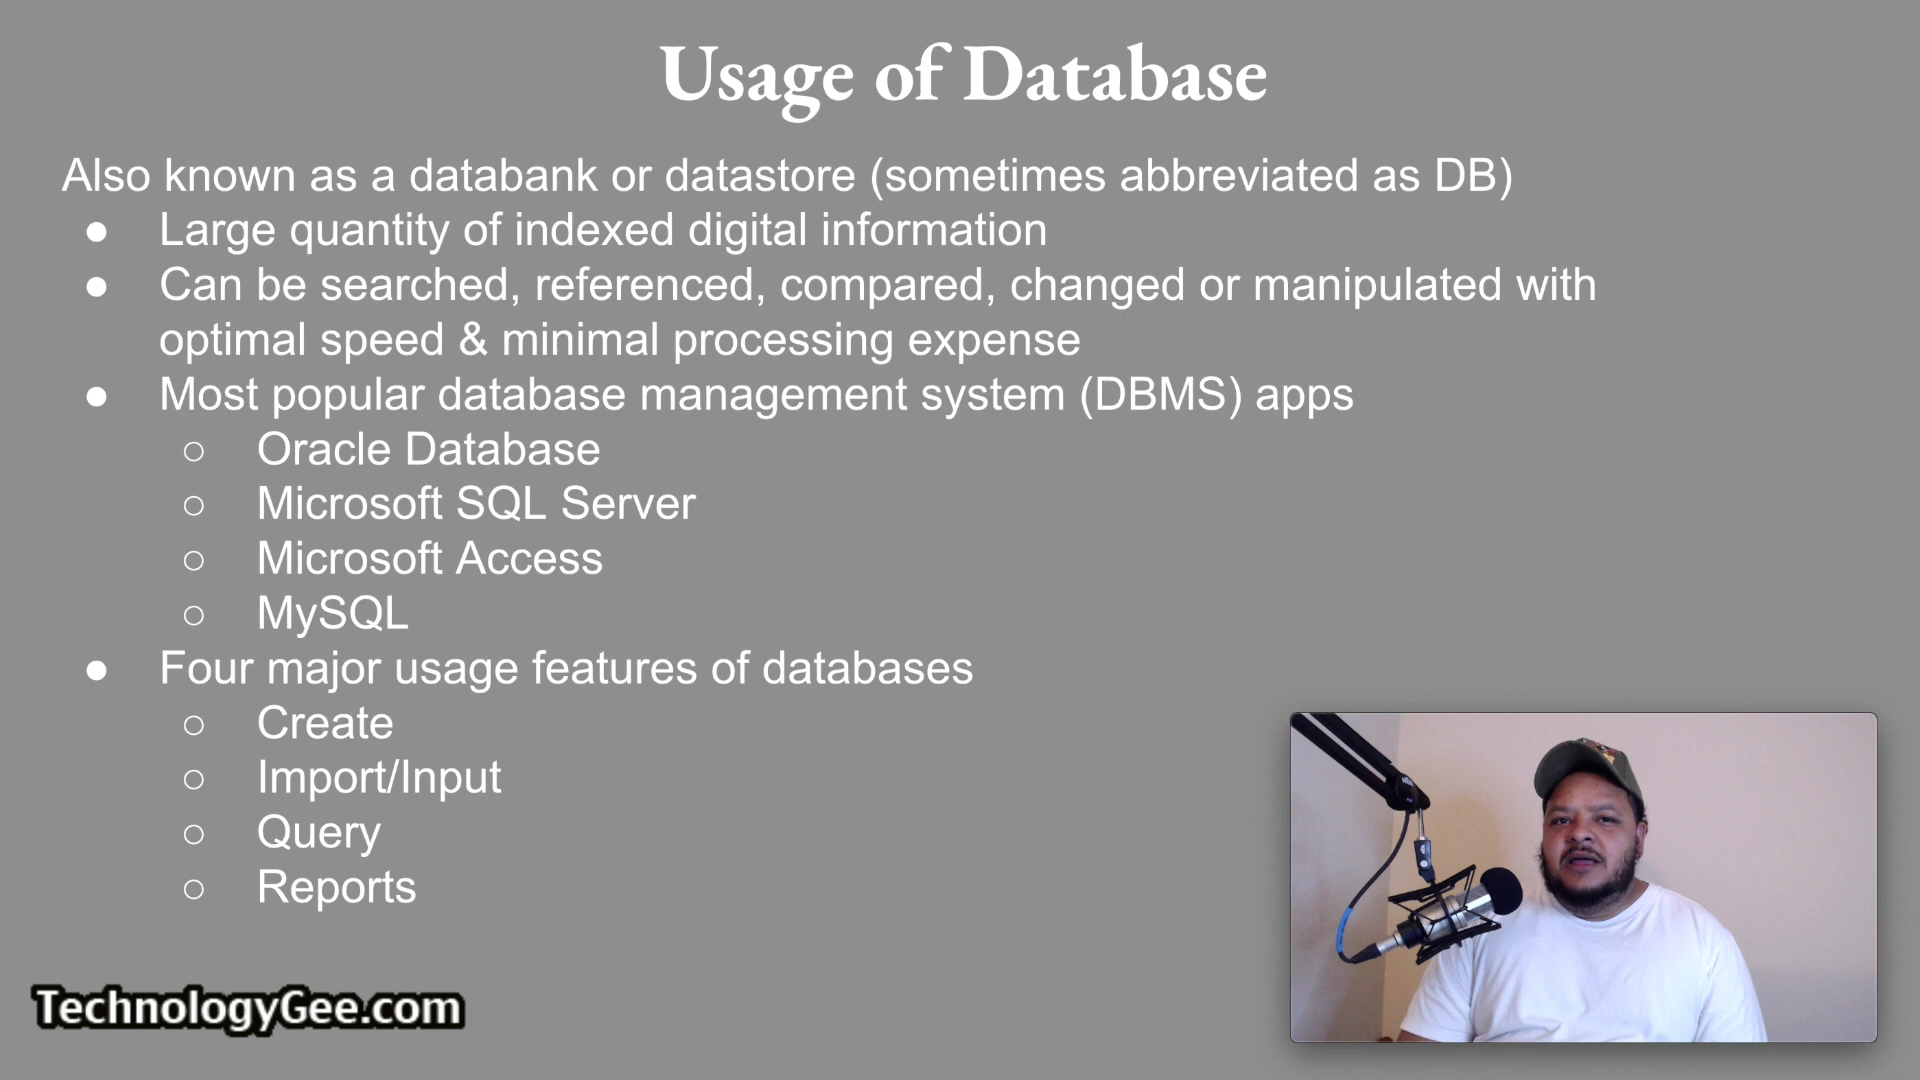 Usage of Database
Also known as a databank or datastore (sometimes abbreviated as DB)
● Large quantity of indexed digital information
● Can be searched, referenced, compared, changed or manipulated with
optimal speed & minimal processing expense
● Most popular database management system (DBMS) apps
○ Oracle Database
○ Microsoft SQL Server
○ Microsoft Access
○ MySQL
● Four major usage features of databases
○ Create
○ Import/Input
○ Query
○ Reports
TechnologyGee.com